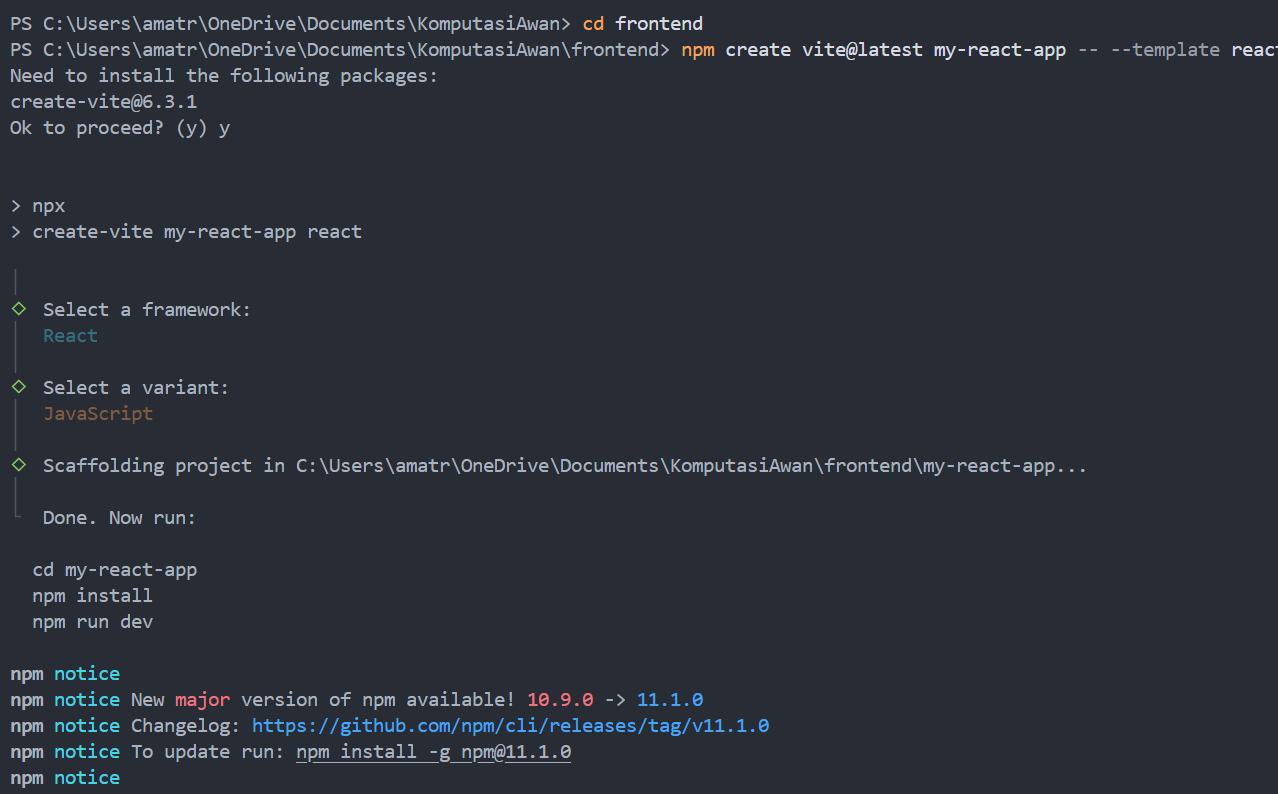 PS C:\Users\amatr\OneDrive\Documents\KomputasiAwan> cd frontend
PS C:\Users\amatr\OneDrive\Documents\KomputasiAwan\frontend> npm create vite@latest my-react-app -- --template react
Need to install the following packages:
create-vite@6.3.1
Ok to proceed? (y) y
> npx
> create-vite my-react-app react
Select a framework:
React
Select a variant:
JavaScript
Scaffolding project in C:\Users\amatr\OneDrive\Documents\KomputasiAwan\frontend\my-react-app...
Done. Now run:
cd my-react-app
npm install
npm run dev
npm notice
npm notice New major version of npm available! 10.9.0 -> 11.1.0
npm notice Changelog: https://github.com/npm/cli/releases/tag/v11.1.0
npm notice To update run: npm install -g npm@11.1.0
npm notice